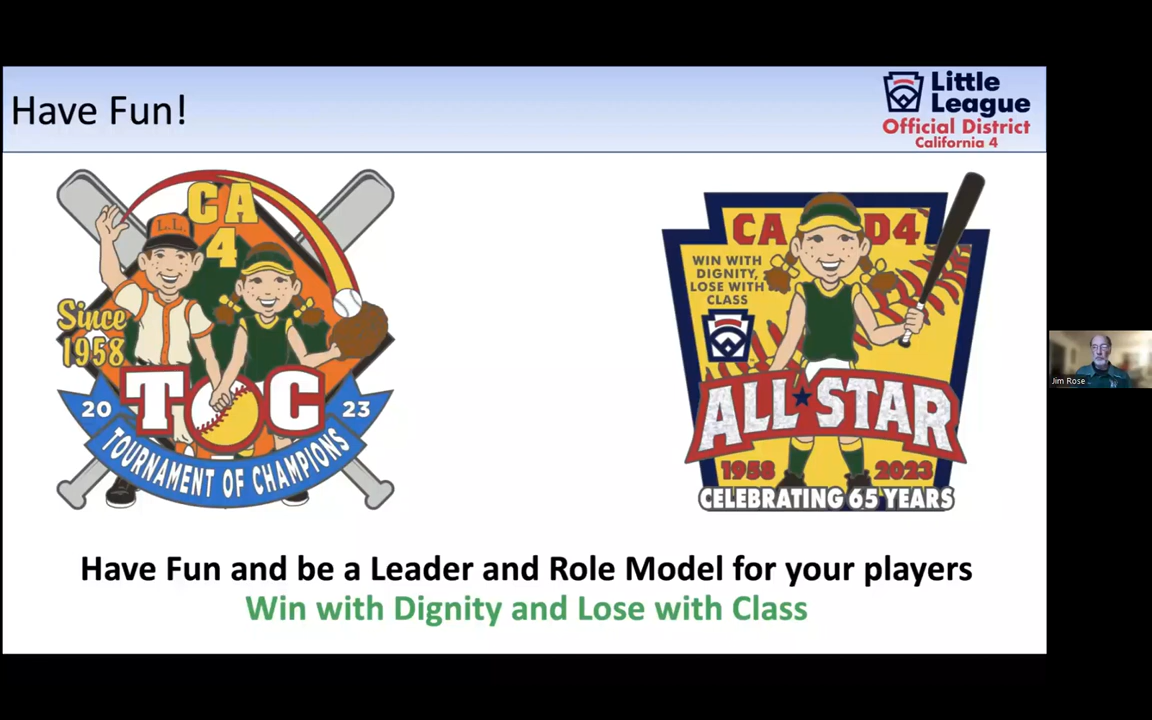 Have Fun!
Little
League
Official District
California 4
CA
4
L.L.
Since
1958
TOC
20 23
TOURNAMENT OF CHAMPIONS
CA D4
WIN WITH
DIGNITY,
LOSE WITH
CLASS
ALL★STAR
1958 2023
CELEBRATING 65 YEARS
Jim Rose
Have Fun and be a Leader and Role Model for your players
Win with Dignity and Lose with Class